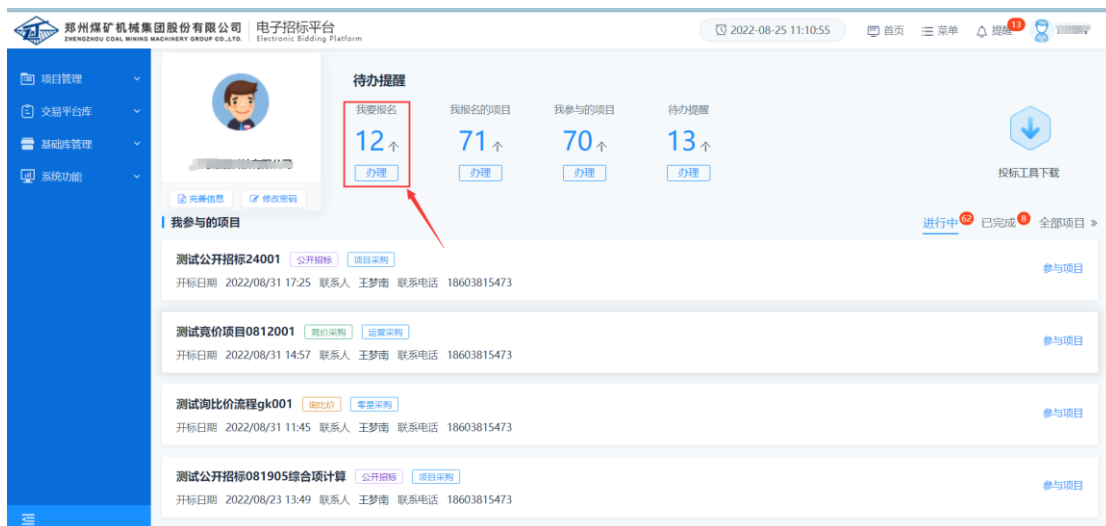 郑州煤矿机械集团股份有限公司 电子招标平台
ZHENGZHOU COAL MINING MACHINERY GROUP CO.,LTD. Electronic Bidding Platform
2022-08-25 11:10:55 首页 菜单 提醒 13
项目管理
交易平台库
基础库管理
系统功能
完善信息 修改密码
待办提醒
我要报名 我报名的项目 我参与的项目 待办提醒
12个 71个 70个 13个
办理 办理 办理 办理
投标工具下载
我参与的项目 进行中 62 已完成 8 全部项目 »
测试公开招标24001 公开招标 项目采购
开标日期 2022/08/31 17:25 联系人 王梦南 联系电话 18603815473
参与项目
测试竞价项目0812001 竞价采购 运营采购
开标日期 2022/08/31 14:57 联系人 王梦南 联系电话 18603815473
参与项目
测试询比价流程gk001 询比价 零星采购
开标日期 2022/08/31 11:45 联系人 王梦南 联系电话 18603815473
参与项目
测试公开招标081905综合项计算 公开招标 项目采购
开标日期 2022/08/23 13:49 联系人 王梦南 联系电话 18603815473
参与项目